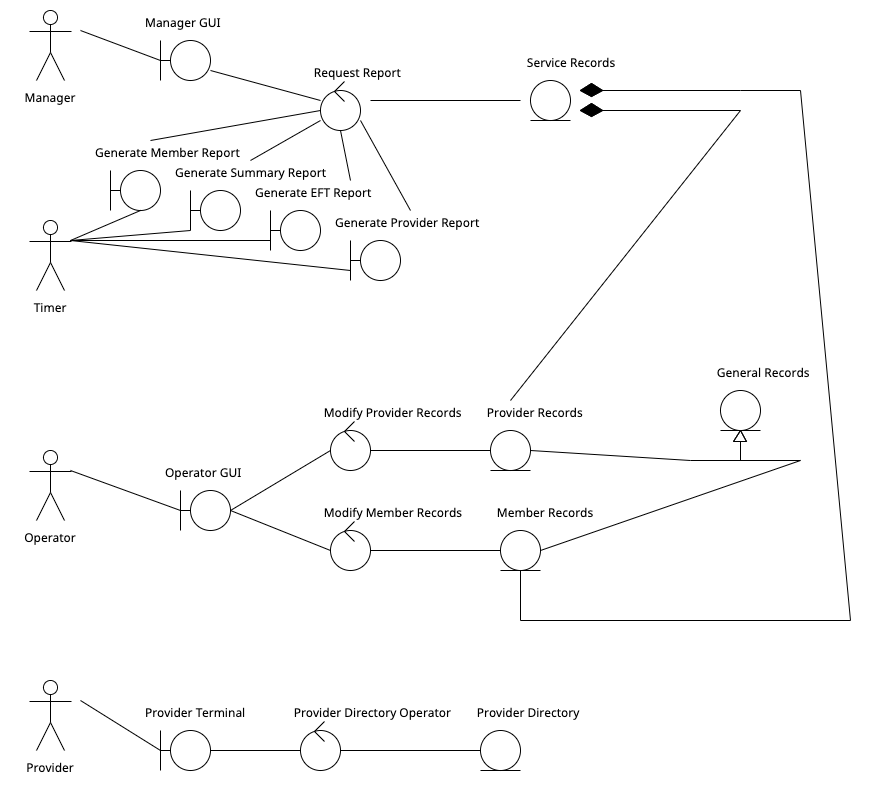 Manager GUI
Manager
Request Report
Service Records
Generate Member Report
Generate Summary Report
Generate EFT Report
Generate Provider Report
Timer
General Records
Modify Provider Records
Provider Records
Operator GUI
Operator
Modify Member Records
Member Records
Provider Terminal
Provider Directory Operator
Provider Directory
Provider